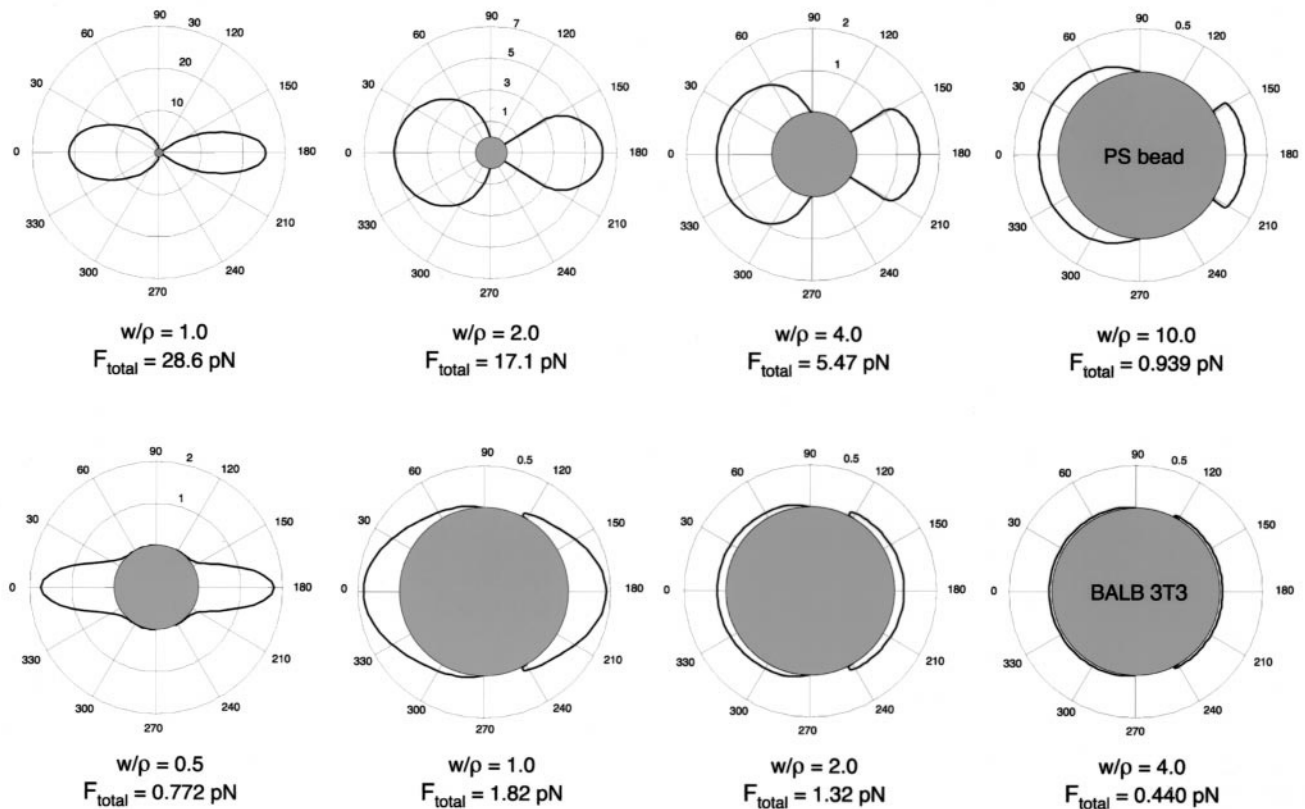 90 30
60 120
20
30 150
10
0 180
330 210
300 240
270
w/ρ = 1.0
F_total = 28.6 pN
90 7
60 120
5
30 3 150
1
0 180
330 210
300 240
270
w/ρ = 2.0
F_total = 17.1 pN
90 2
60 120
30 1 150
0 180
330 210
300 240
270
w/ρ = 4.0
F_total = 5.47 pN
90 0.5
60 120
30 150
0 PS bead 180
330 210
300 240
270
w/ρ = 10.0
F_total = 0.939 pN
90 2
60 120
1
30 150
0 180
330 210
300 240
270
w/ρ = 0.5
F_total = 0.772 pN
90 0.5
60 120
30 150
0 180
330 210
300 240
270
w/ρ = 1.0
F_total = 1.82 pN
90 0.5
60 120
30 150
0 180
330 210
300 240
270
w/ρ = 2.0
F_total = 1.32 pN
90 0.5
60 120
30 150
0 BALB 3T3 180
330 210
300 240
270
w/ρ = 4.0
F_total = 0.440 pN